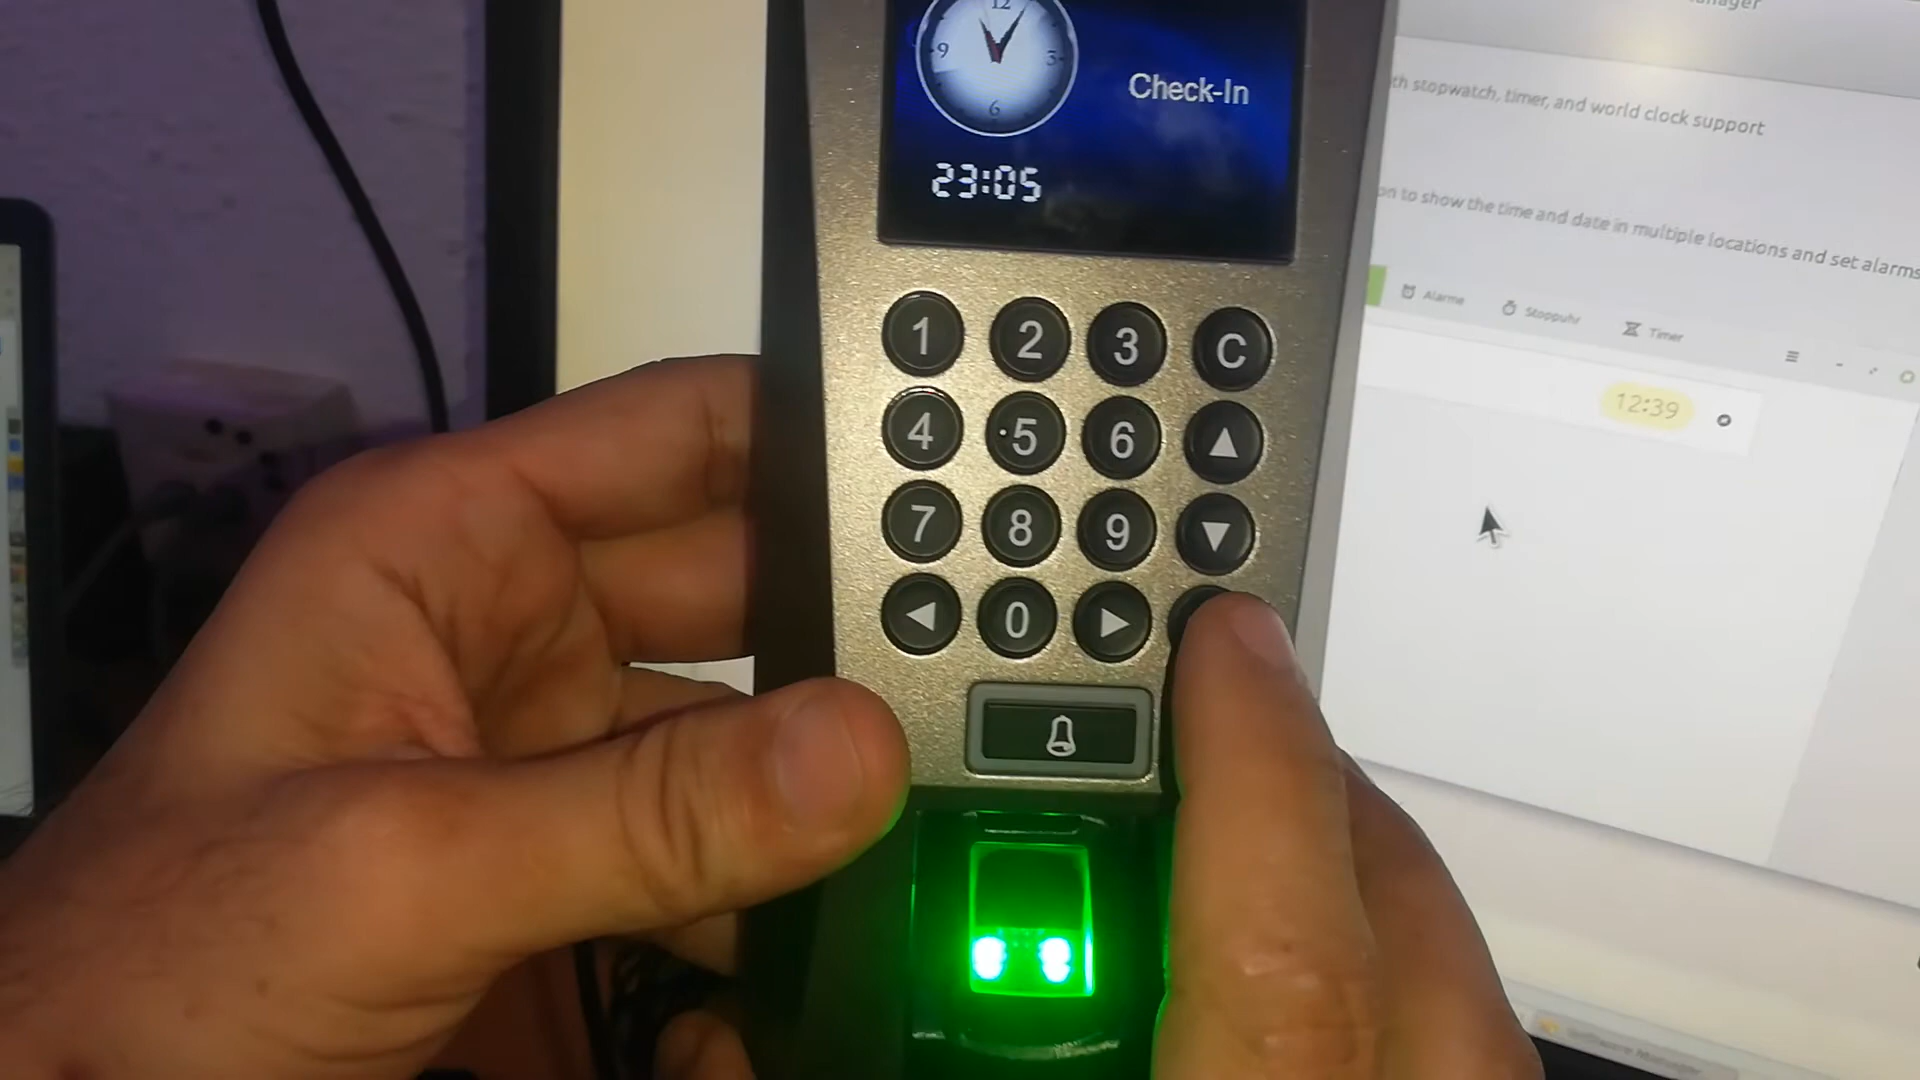 12
9
3
6
Check-In
23:05
1 2 3 C
4 5 6
7 8 9
0
th stopwatch, timer, and world clock support
on to show the time and date in multiple locations and set alarms
Alarme Stoppuhr Timer
12:39